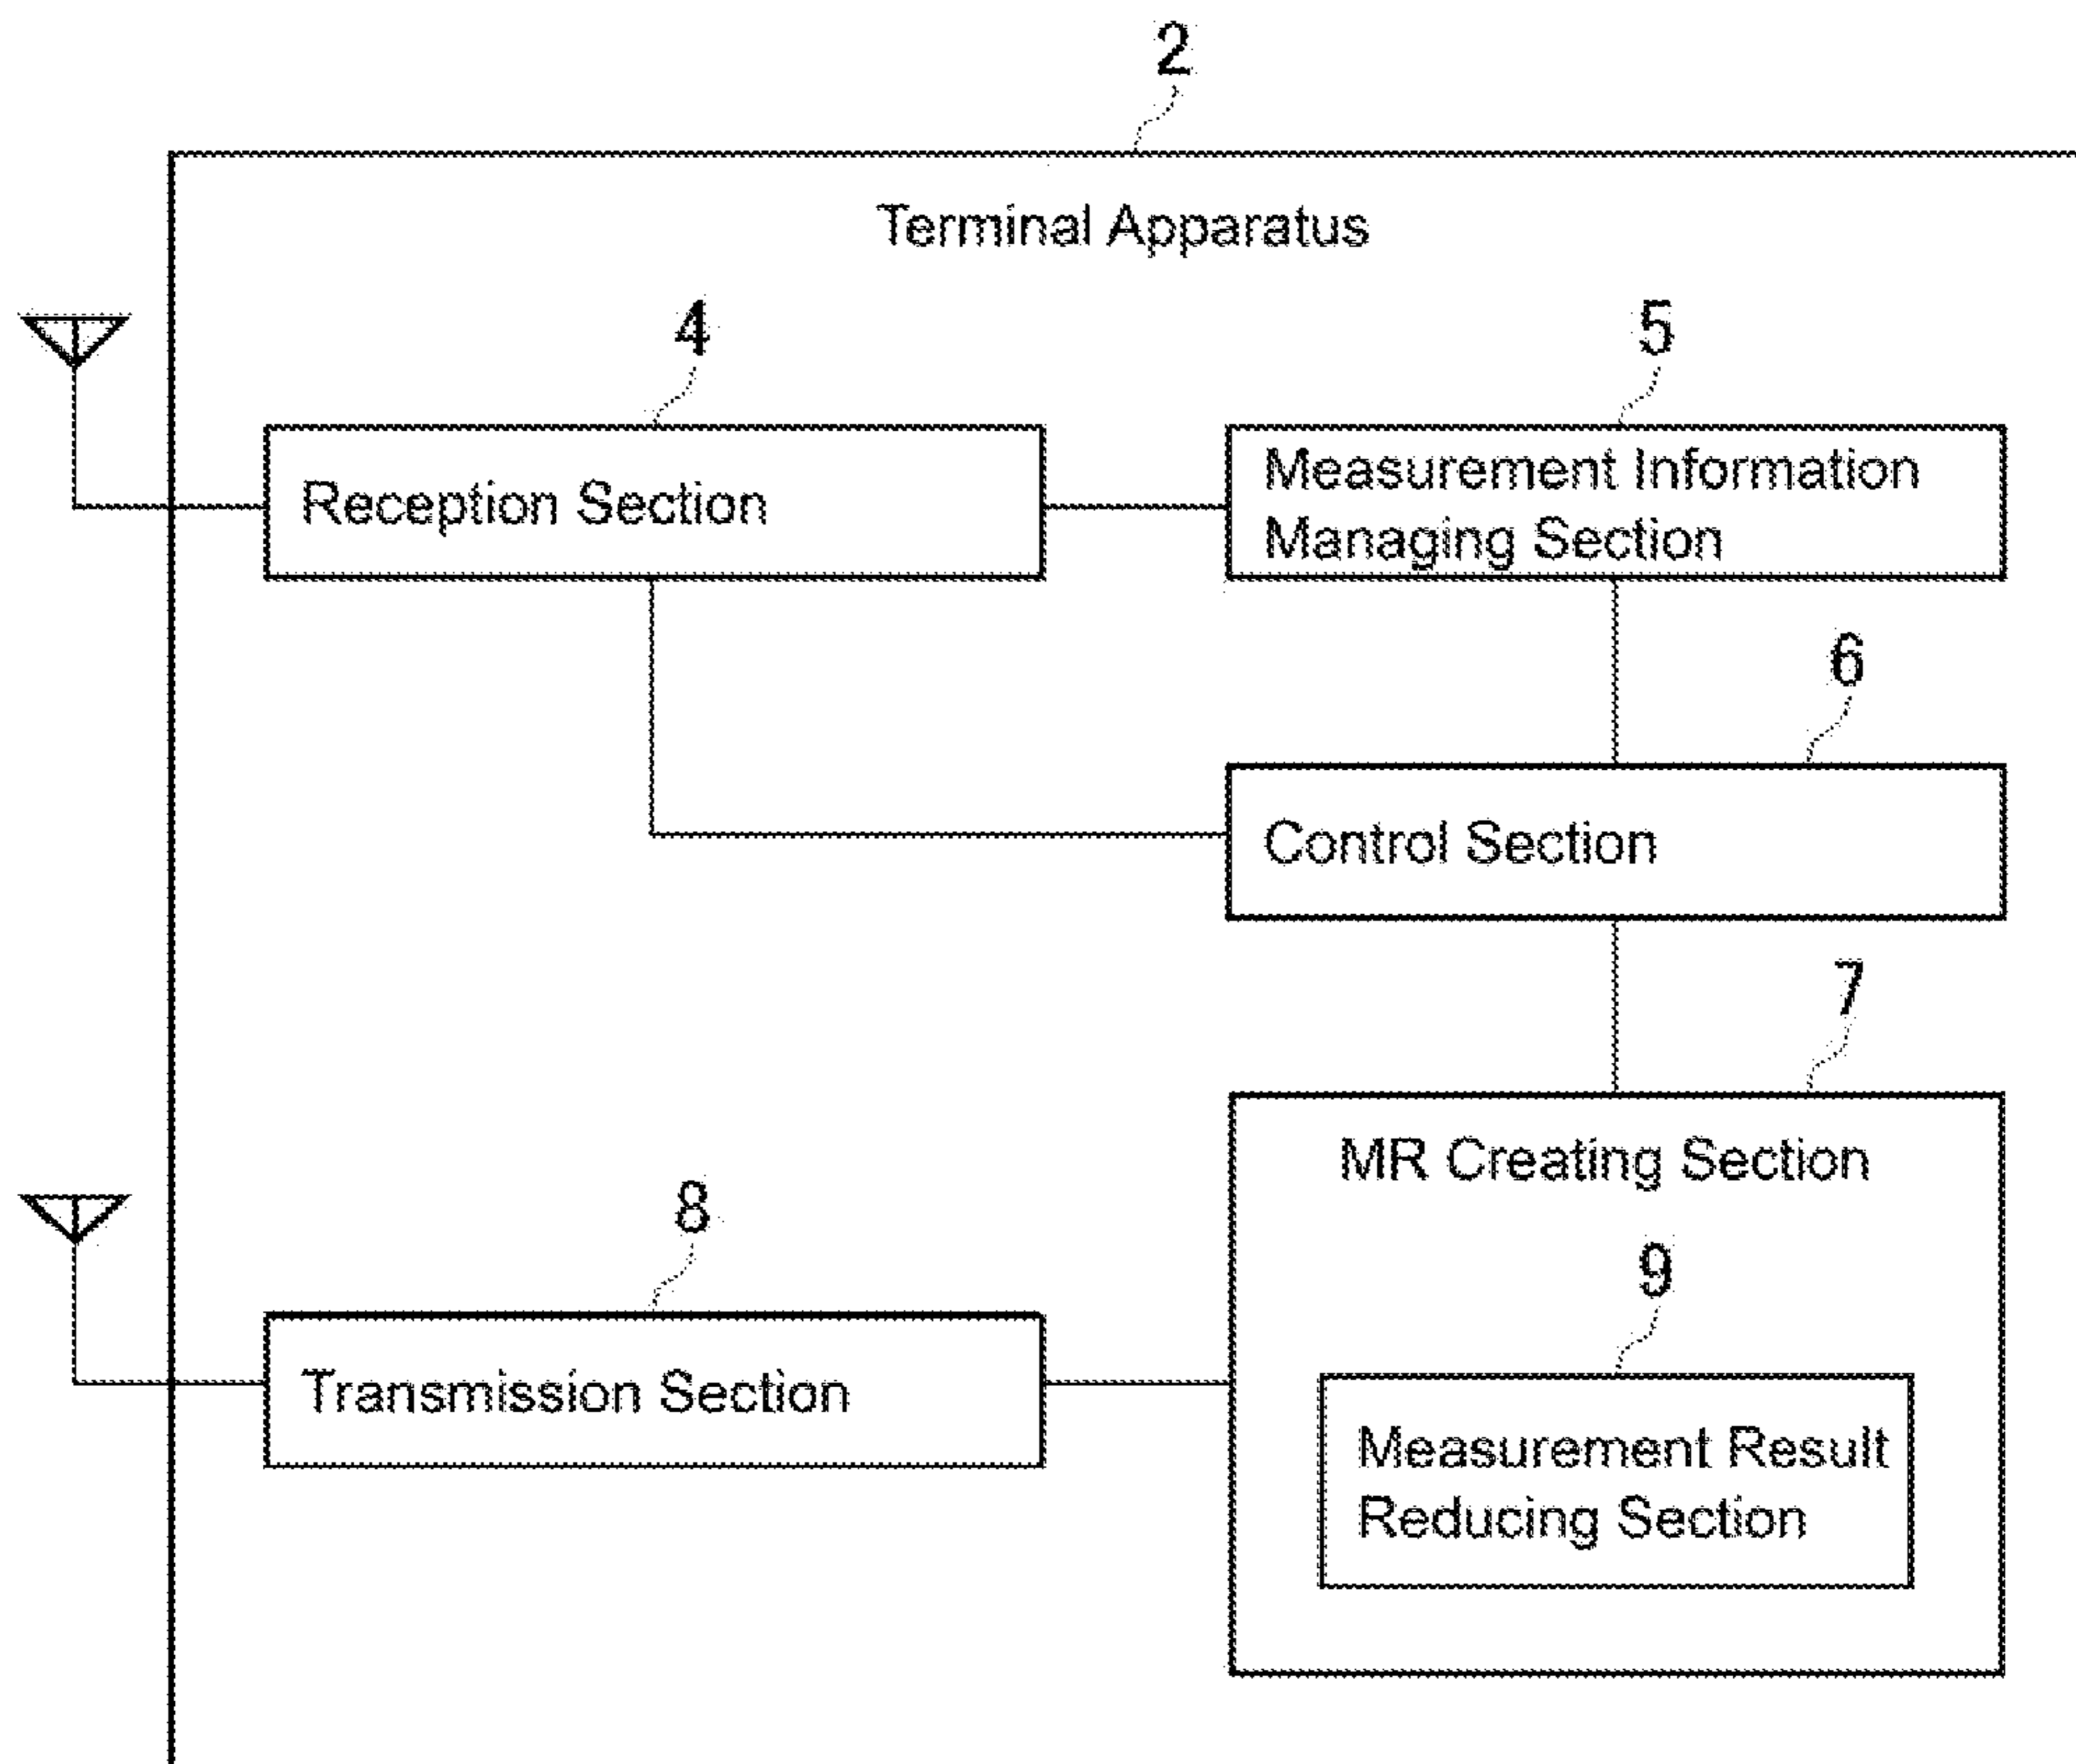 2
Terminal Apparatus
4
5
Reception Section
Measurement Information
Managing Section
6
Control Section
7
MR Creating Section
8
9
Transmission Section
Measurement Result
Reducing Section